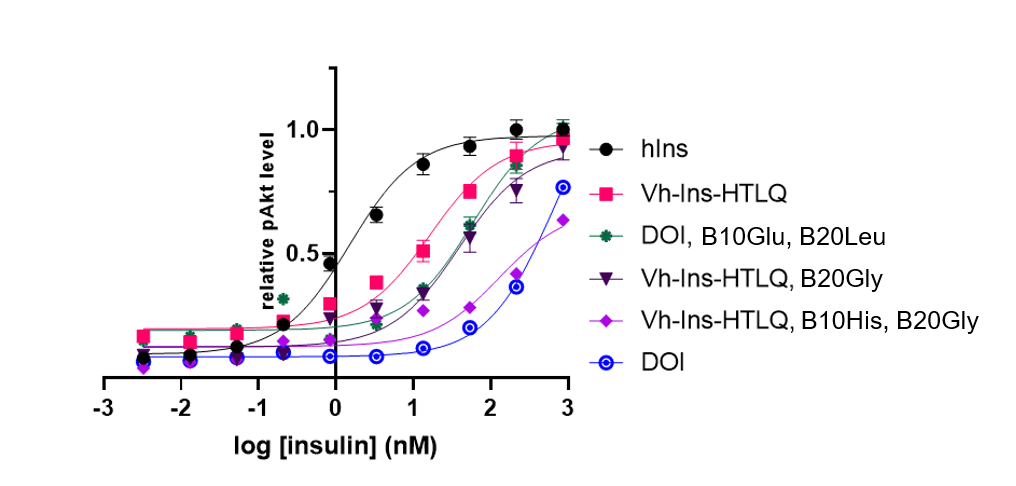 1.0
0.5
relative pAkt level
-3 -2 -1 0 1 2 3
log [insulin] (nM)
hIns
Vh-Ins-HTLQ
DOI, B10Glu, B20Leu
Vh-Ins-HTLQ, B20Gly
Vh-Ins-HTLQ, B10His, B20Gly
DOI